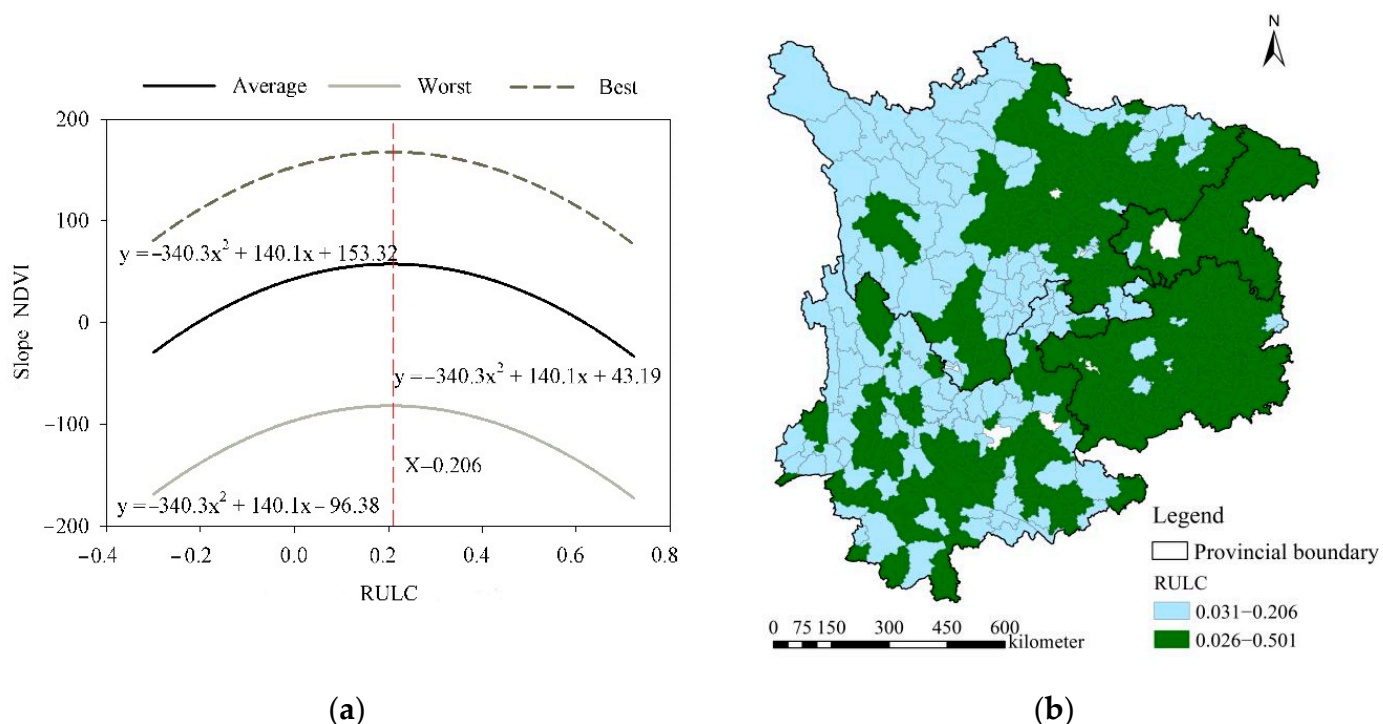 Average Worst Best
200
100
0
−100
−200
Slope NDVI
y = −340.3x² + 140.1x + 153.32
y = −340.3x² + 140.1x + 43.19
X–0.206
y = −340.3x² + 140.1x − 96.38
−0.4 −0.2 0.0 0.2 0.4 0.6 0.8
RULC
(a)
N
Legend
Provincial boundary
RULC
0.031−0.206
0.026−0.501
0 75 150 300 450 600
kilometer
(b)